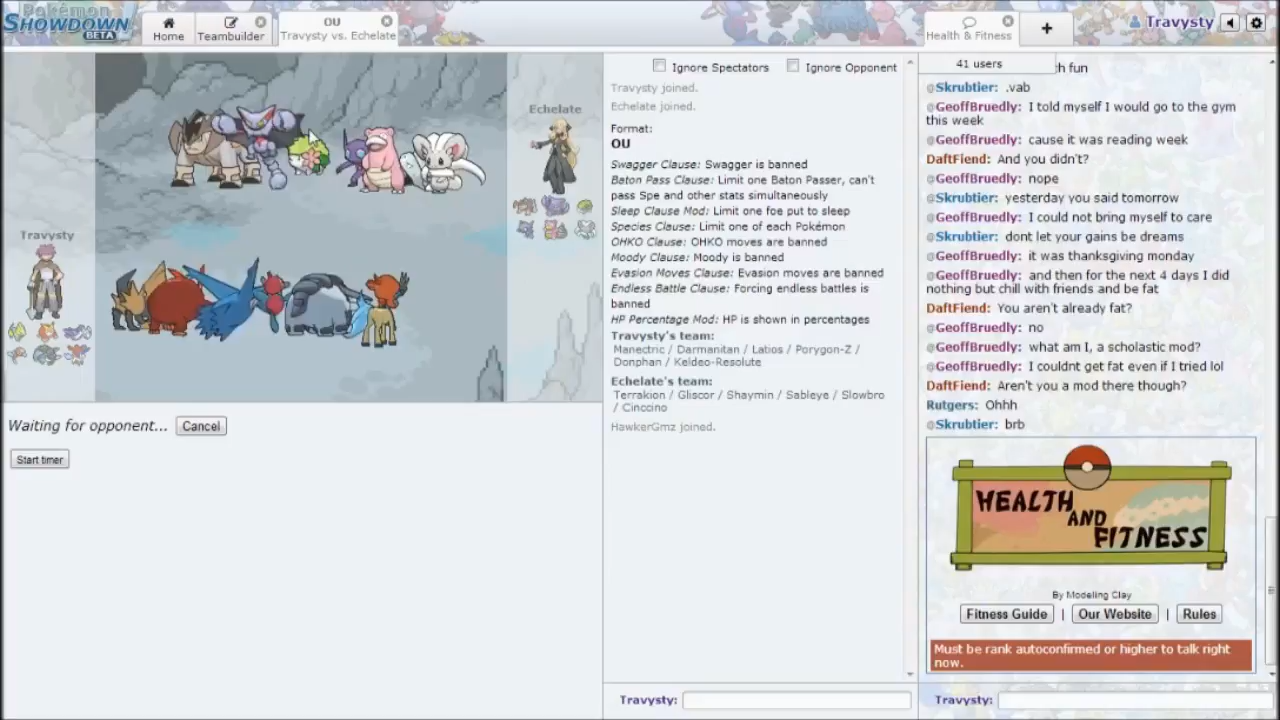 Pokémon
SHOWDOWN
BETA
Home
Teambuilder
OU
Travysty vs. Echelate
Health & Fitness
+
Travysty
Travysty
Echelate
Waiting for opponent... Cancel
Start timer
Ignore Spectators Ignore Opponent
Travysty joined.
Echelate joined.
Format:
OU
Swagger Clause: Swagger is banned
Baton Pass Clause: Limit one Baton Passer, can't
pass Spe and other stats simultaneously
Sleep Clause Mod: Limit one foe put to sleep
Species Clause: Limit one of each Pokémon
OHKO Clause: OHKO moves are banned
Moody Clause: Moody is banned
Evasion Moves Clause: Evasion moves are banned
Endless Battle Clause: Forcing endless battles is
banned
HP Percentage Mod: HP is shown in percentages
Travysty's team:
Manectric / Darmanitan / Latios / Porygon-Z /
Donphan / Keldeo-Resolute
Echelate's team:
Terrakion / Gliscor / Shaymin / Sableye / Slowbro
/ Cinccino
HawkerGmz joined.
Travysty:
41 users
fun
@Skrubtier: .vab
@GeoffBruedly: I told myself I would go to the gym
this week
@GeoffBruedly: cause it was reading week
DaftFiend: And you didn't?
@GeoffBruedly: nope
@Skrubtier: yesterday you said tomorrow
@GeoffBruedly: I could not bring myself to care
@Skrubtier: dont let your gains be dreams
@GeoffBruedly: it was thanksgiving monday
@GeoffBruedly: and then for the next 4 days I did
nothing but chill with friends and be fat
DaftFiend: You aren't already fat?
@GeoffBruedly: no
@GeoffBruedly: what am I, a scholastic mod?
@GeoffBruedly: I couldnt get fat even if I tried lol
DaftFiend: Aren't you a mod there though?
Rutgers: Ohhh
@Skrubtier: brb
HEALTH
AND
FITNESS
By Modeling Clay
Fitness Guide | Our Website | Rules
Must be rank autoconfirmed or higher to talk right
now.
Travysty: